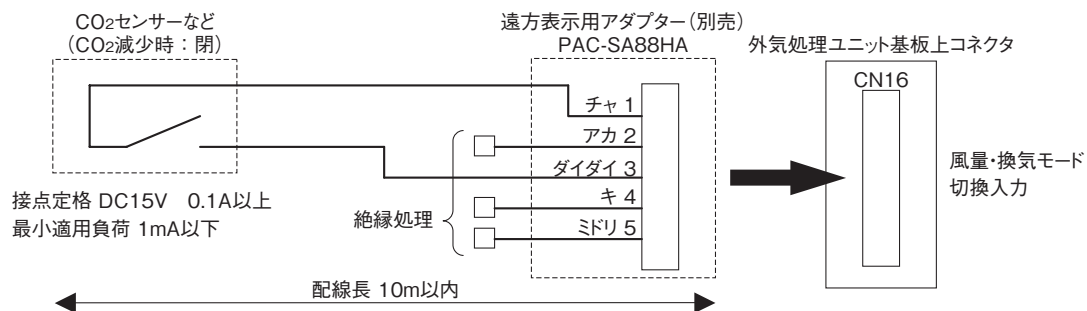 CO2センサーなど
(CO2減少時：閉)
遠方表示用アダプター(別売)
PAC-SA88HA
外気処理ユニット基板上コネクタ
CN16
チャ 1
アカ 2
ダイダイ 3
キ 4
ミドリ 5
絶縁処理
風量・換気モード
切換入力
接点定格 DC15V 0.1A以上
最小適用負荷 1mA以下
配線長 10m以内